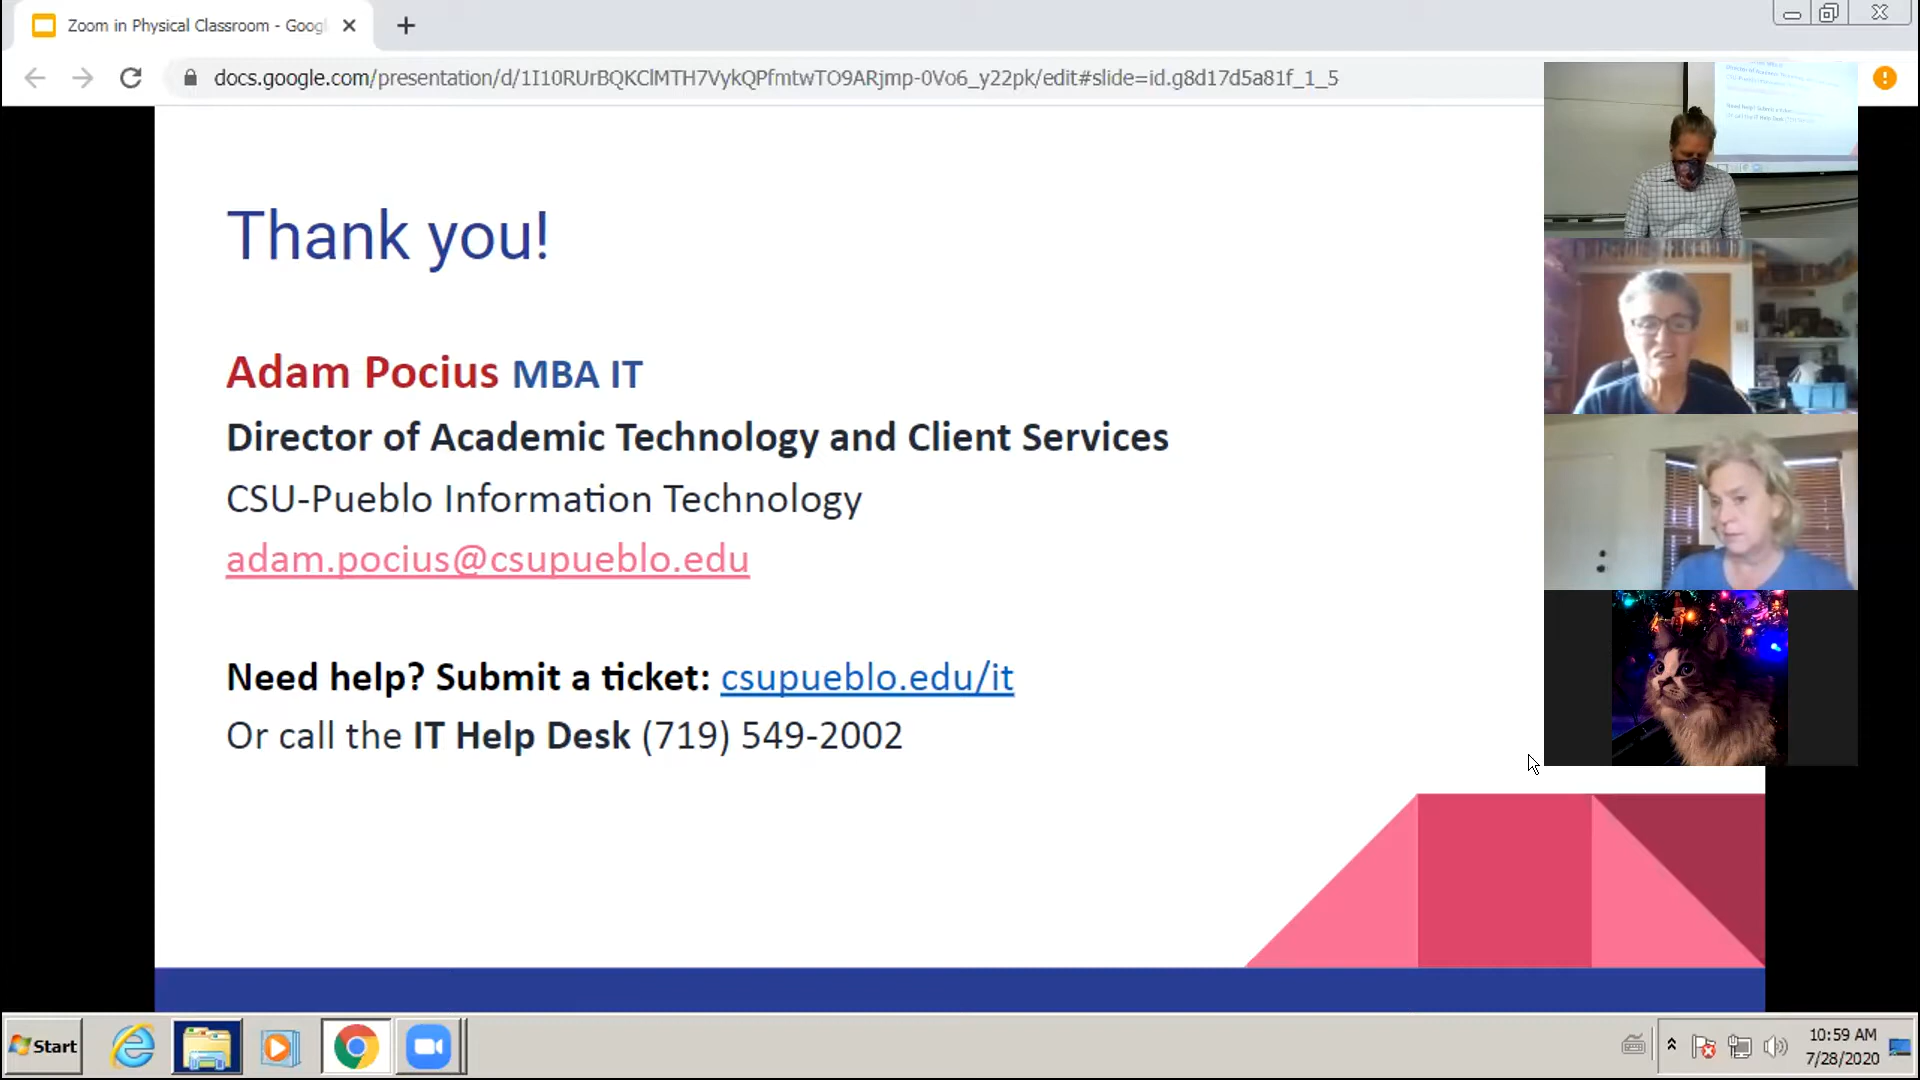 Zoom in Physical Classroom - Googl
docs.google.com/presentation/d/1I10RUrBQKClMTH7VykQPfmtwTO9ARjmp-0Vo6_y22pk/edit#slide=id.g8d17d5a81f_1_5
Thank you!
Adam Pocius MBA IT
Director of Academic Technology and Client Services
CSU-Pueblo Information Technology
adam.pocius@csupueblo.edu
Need help? Submit a ticket: csupueblo.edu/it
Or call the IT Help Desk (719) 549-2002
Start
10:59 AM
7/28/2020